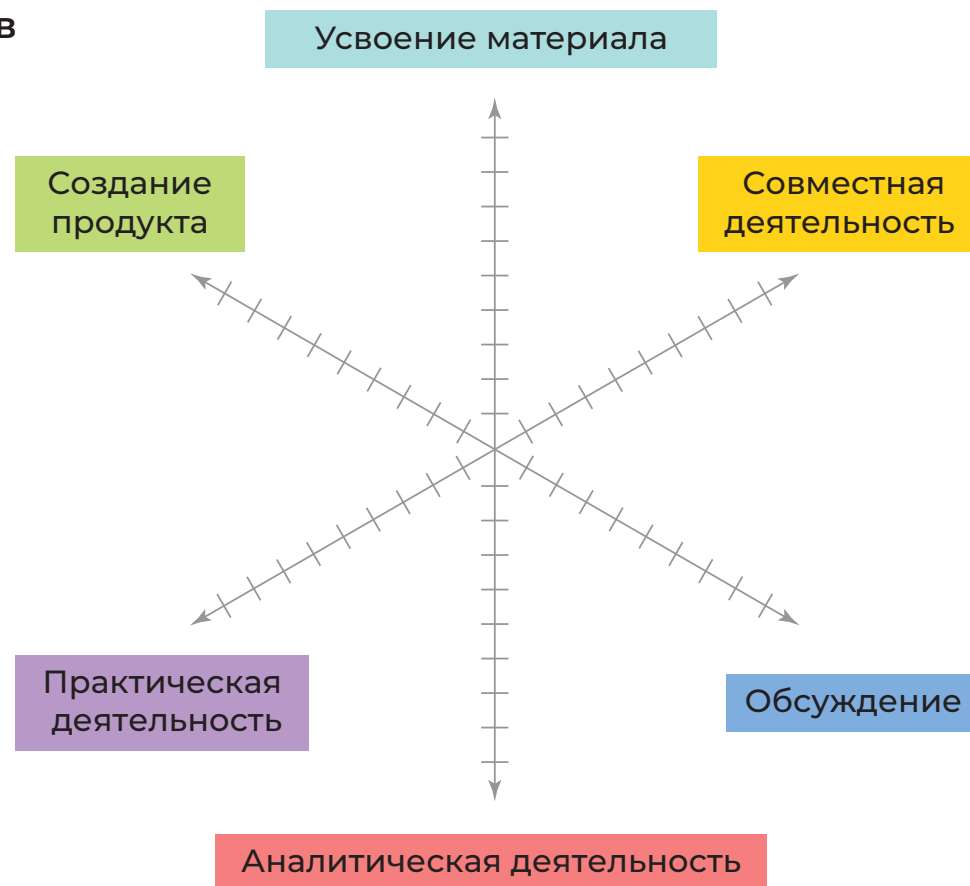 в
Усвоение материала
Создание
продукта
Совместная
деятельность
Практическая
деятельность
Обсуждение
Аналитическая деятельность